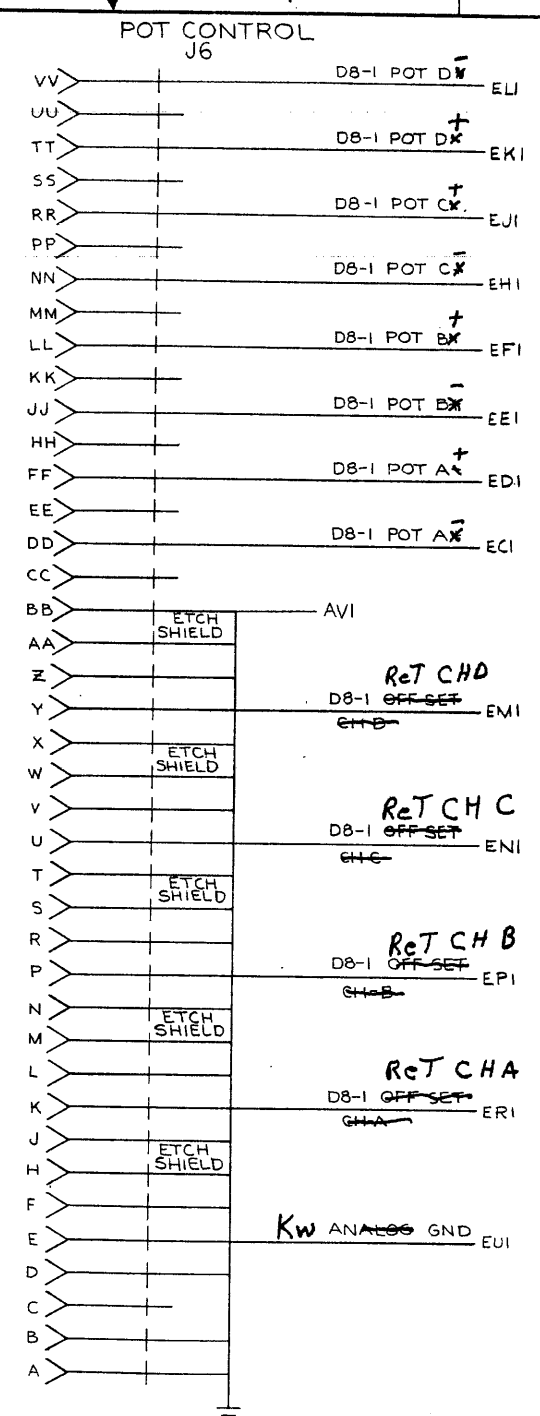 POT CONTROL
J6
VV D8-1 POT D- EL1
UU
TT D8-1 POT D+ EK1
SS
RR D8-1 POT C+ EJ1
PP
NN D8-1 POT C- EH1
MM
LL D8-1 POT B+ EF1
KK
JJ D8-1 POT B- EE1
HH
FF D8-1 POT A+ ED1
EE
DD D8-1 POT A- EC1
CC
BB AV1
ETCH
SHIELD
AA
Z
ReT CHD
Y D8-1 OFF SET EM1
CH D
X
ETCH
SHIELD
W
V
ReT CH C
U D8-1 OFF SET EN1
CH C
T
ETCH
SHIELD
S
R
ReT CH B
P D8-1 OFF SET EP1
CH B
N
ETCH
SHIELD
M
L
ReT CHA
K D8-1 OFF SET ER1
CH A
J
ETCH
SHIELD
H
F
E Kw ANALOG GND EU1
D
C
B
A